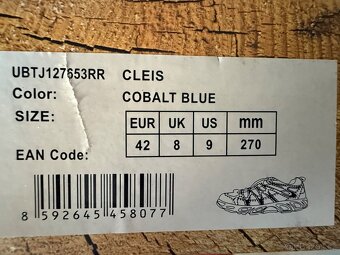 UBTJ127653RR CLEIS
Color: COBALT BLUE
SIZE: EUR UK US mm
42 8 9 270
EAN Code:
8 592645 458077